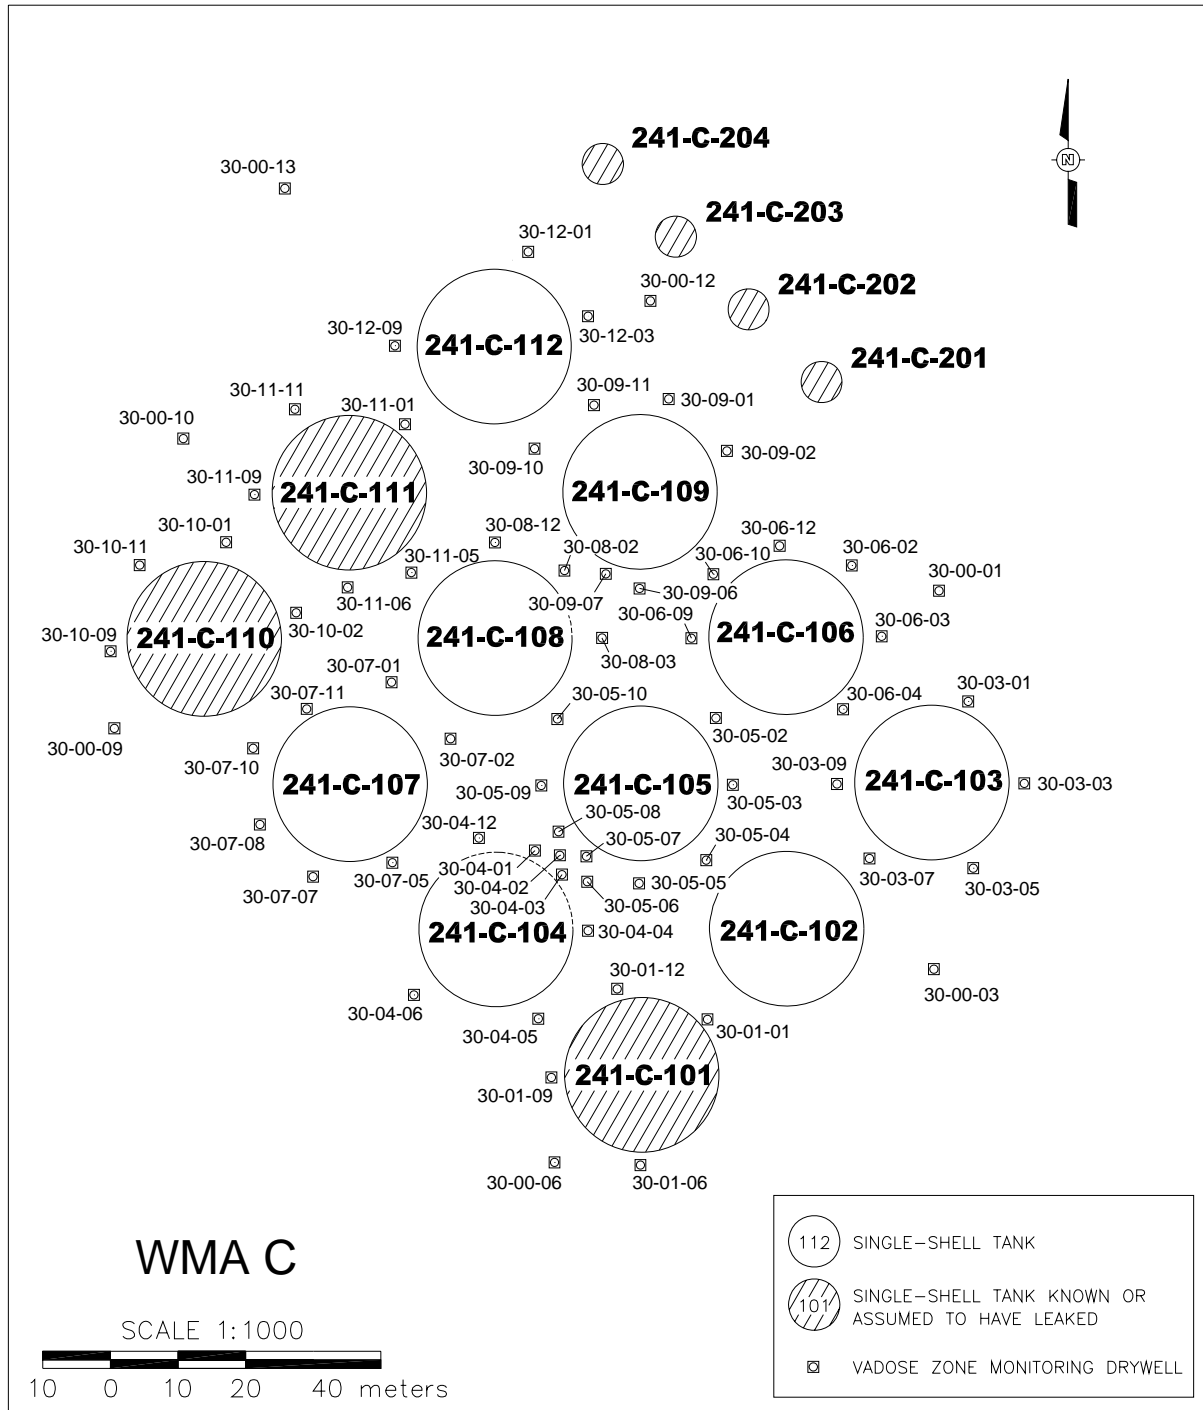 241-C-204
30-00-13
241-C-203
30-12-01
30-00-12
241-C-202
30-12-09
241-C-112
30-12-03
241-C-201
30-11-11
30-11-01
30-09-11
30-09-01
30-00-10
30-09-10
30-09-02
30-11-09
241-C-111
241-C-109
30-10-01
30-08-12
30-06-12
30-10-11
30-11-05
30-08-02
30-06-10
30-06-02
30-00-01
30-11-06
30-09-07
30-09-06
30-06-09
30-10-02
30-10-09
241-C-110
241-C-108
241-C-106
30-06-03
30-08-03
30-07-01
30-07-11
30-05-10
30-06-04
30-03-01
30-00-09
30-07-10
30-07-02
30-05-02
30-03-09
241-C-107
30-05-09
241-C-105
30-05-03
241-C-103
30-03-03
30-05-08
30-04-12
30-05-07
30-05-04
30-07-08
30-04-01
30-04-02
30-04-03
30-07-05
30-07-07
30-05-05
30-05-06
30-03-07
30-03-05
241-C-104
30-04-04
241-C-102
30-01-12
30-00-03
30-04-06
30-04-05
30-01-01
241-C-101
30-01-09
30-00-06
30-01-06
N
WMA C
SCALE 1:1000
10 0 10 20 40 meters
112 SINGLE-SHELL TANK
101 SINGLE-SHELL TANK KNOWN OR
ASSUMED TO HAVE LEAKED
VADOSE ZONE MONITORING DRYWELL